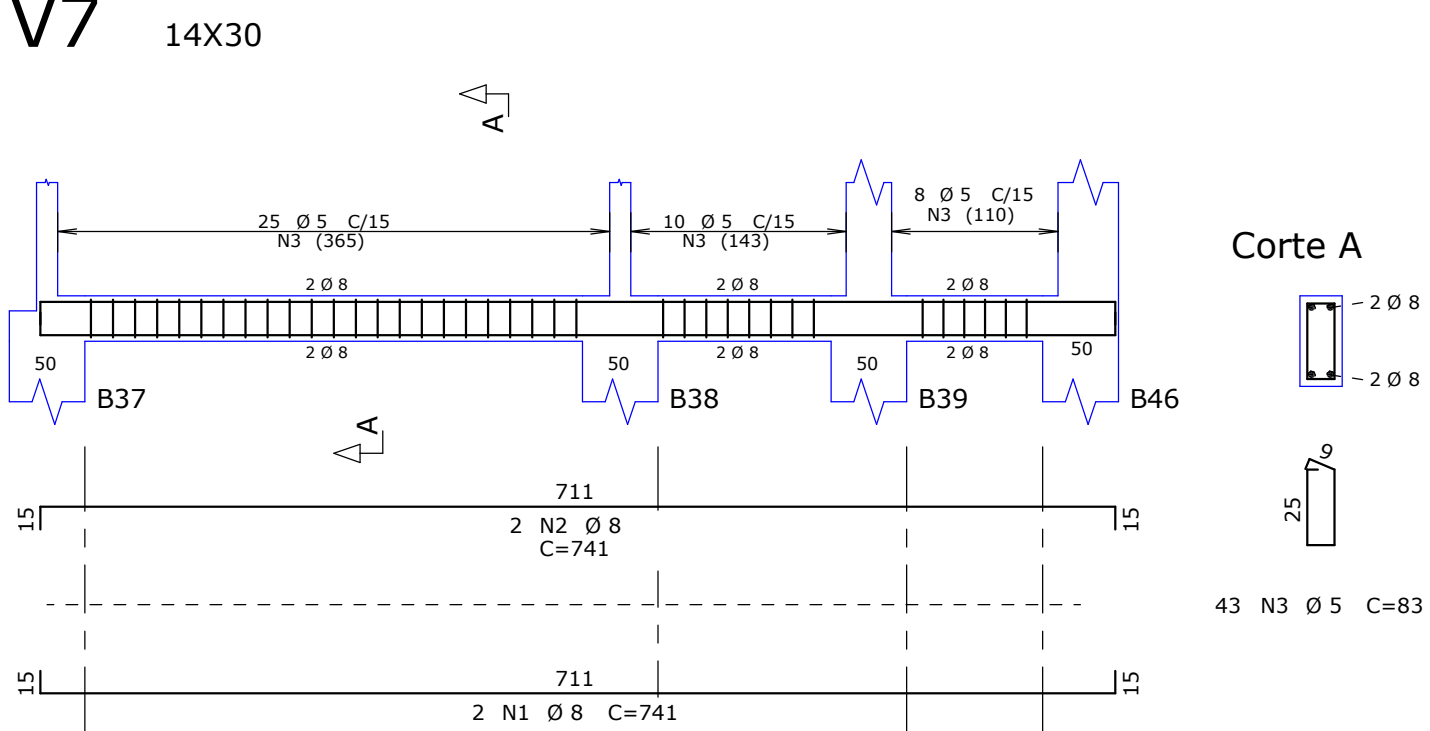 V7 14X30
A
25 Ø 5 C/15
N3 (365)
10 Ø 5 C/15
N3 (143)
8 Ø 5 C/15
N3 (110)
2 Ø 8
2 Ø 8
2 Ø 8
2 Ø 8
2 Ø 8
2 Ø 8
50
50
50
50
B37
B38
B39
B46
A
711
15
15
2 N2 Ø 8
C=741
711
15
15
2 N1 Ø 8 C=741
Corte A
2 Ø 8
2 Ø 8
9
25
43 N3 Ø 5 C=83